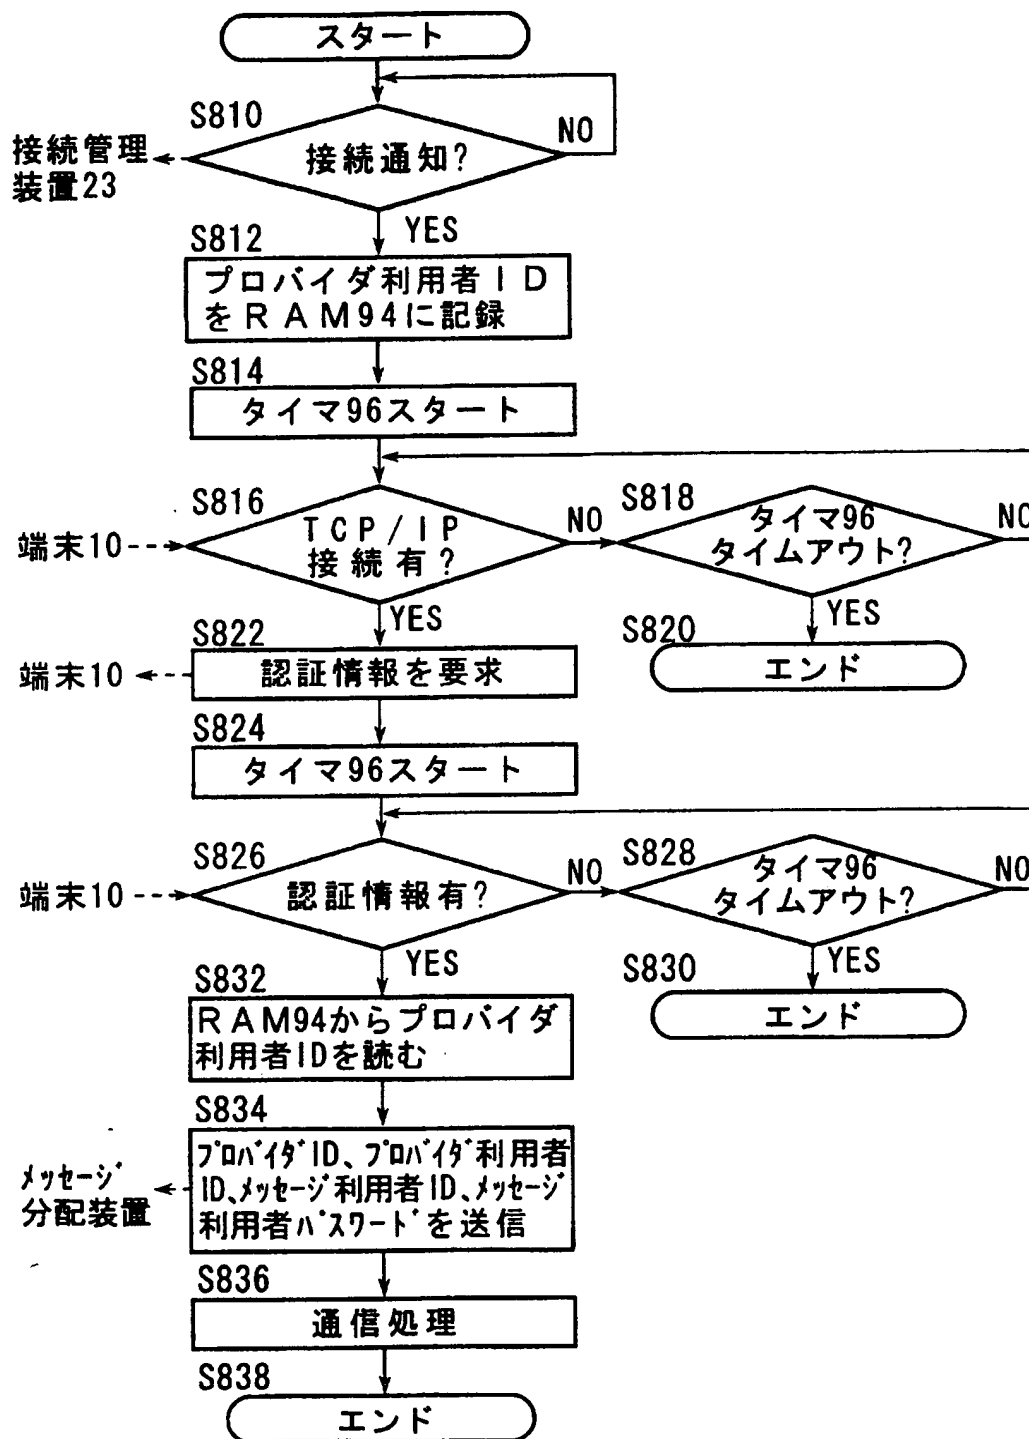 スタート
S810
接続管理
装置23
接続通知?
NO
YES
S812
プロバイダ利用者ID
をRAM94に記録
S814
タイマ96スタート
S816
端末10
TCP/IP
接続有?
NO
S818
タイマ96
タイムアウト?
NO
YES
YES
S820
エンド
S822
端末10
認証情報を要求
S824
タイマ96スタート
S826
端末10
認証情報有?
NO
S828
タイマ96
タイムアウト?
NO
YES
YES
S830
エンド
S832
RAM94からプロバイダ
利用者IDを読む
S834
メッセージ
分配装置
プロバイダID、プロバイダ利用者
ID、メッセージ利用者ID、メッセージ
利用者パスワードを送信
S836
通信処理
S838
エンド